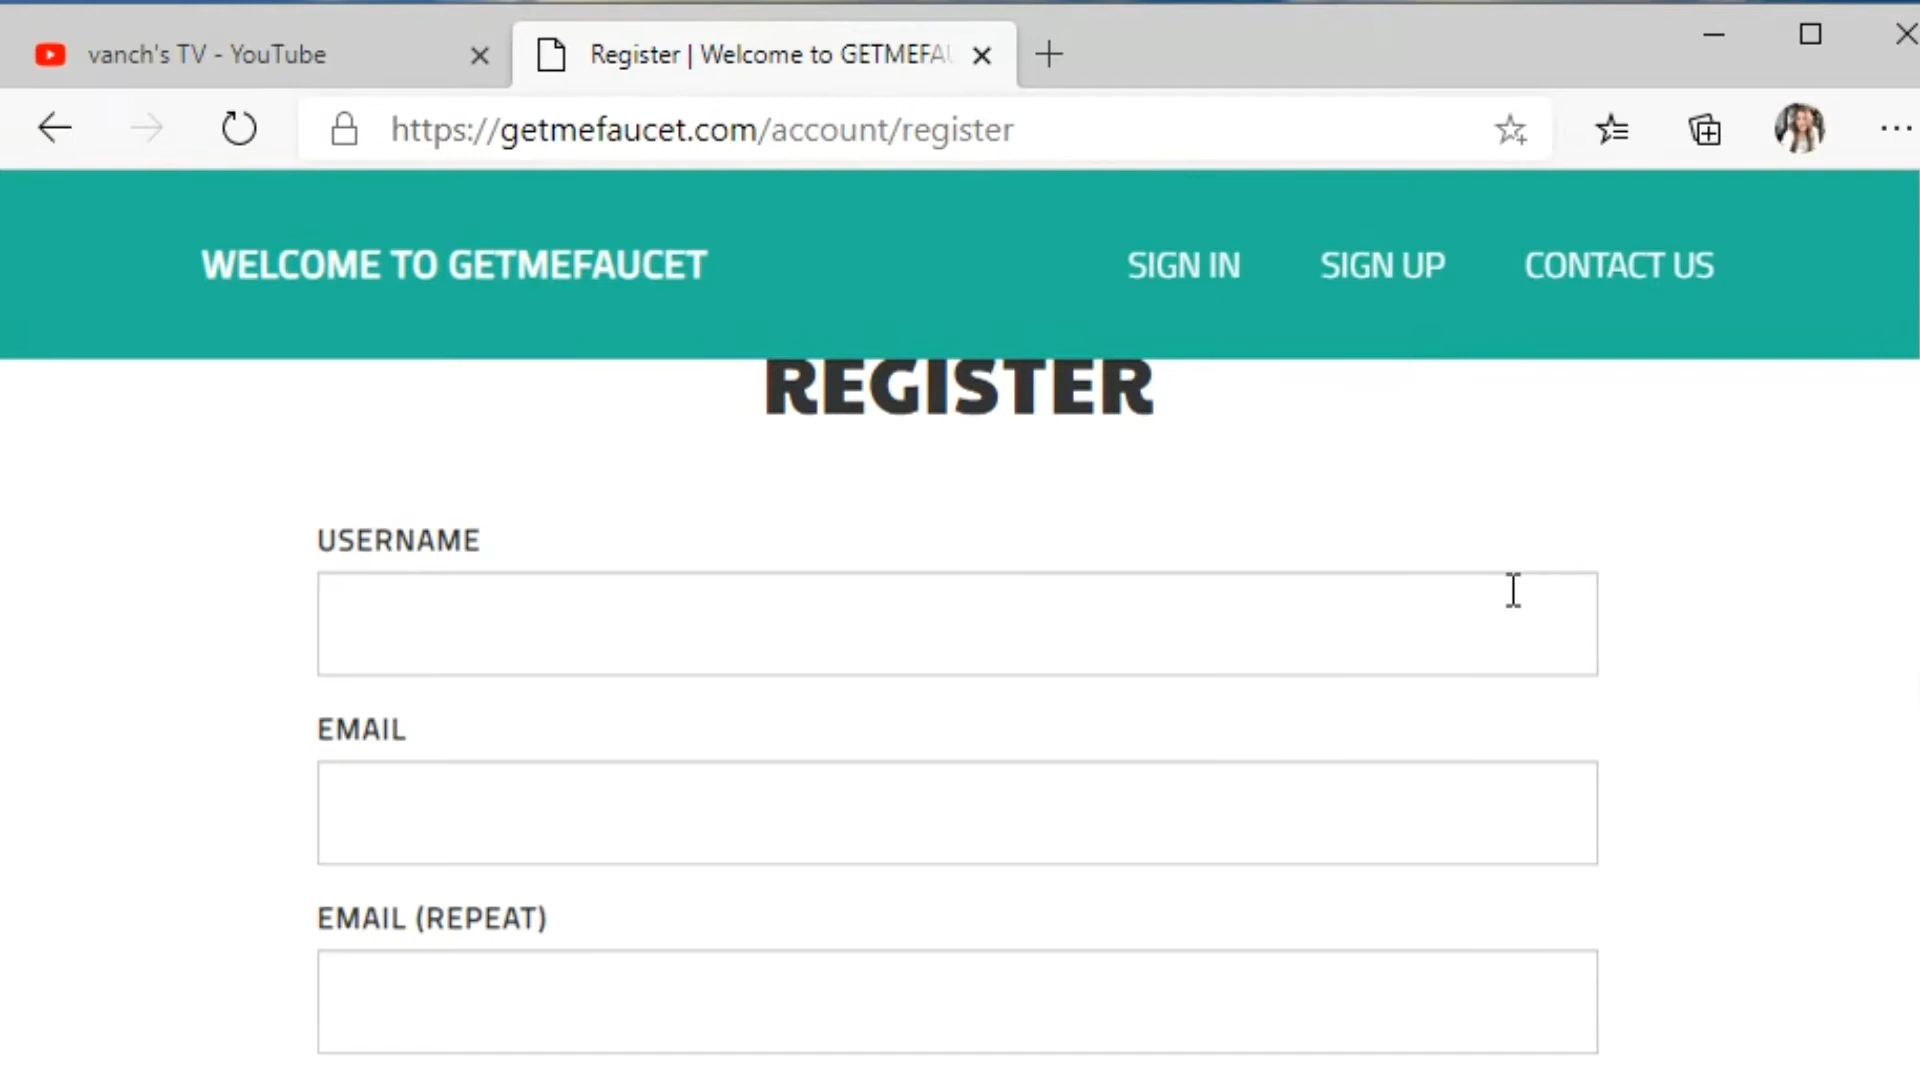 vanch's TV - YouTube
Register | Welcome to GETMEFAU
https://getmefaucet.com/account/register
WELCOME TO GETMEFAUCET
SIGN IN
SIGN UP
CONTACT US
REGISTER
USERNAME
EMAIL
EMAIL (REPEAT)